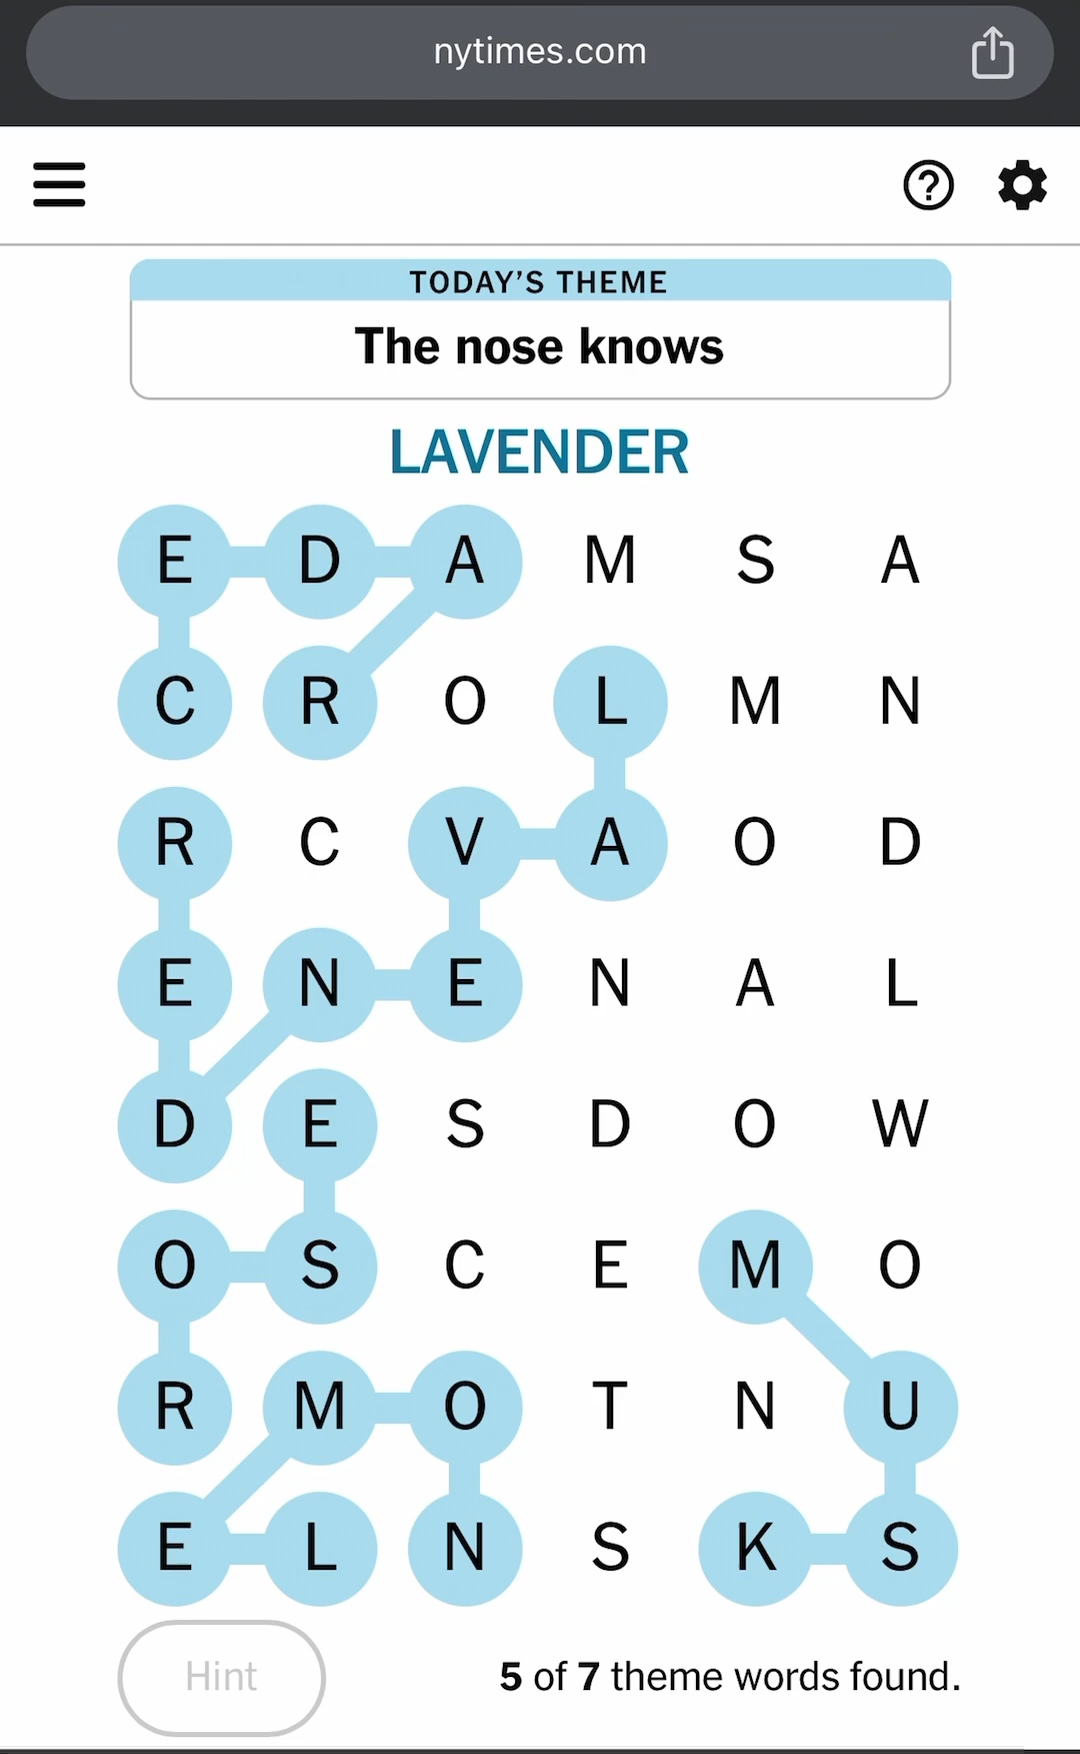 nytimes.com
TODAY'S THEME
The nose knows
LAVENDER
E D A M S A
C R O L M N
R C V A O D
E N E N A L
D E S D O W
O S C E M O
R M O T N U
E L N S K S
Hint
5 of 7 theme words found.